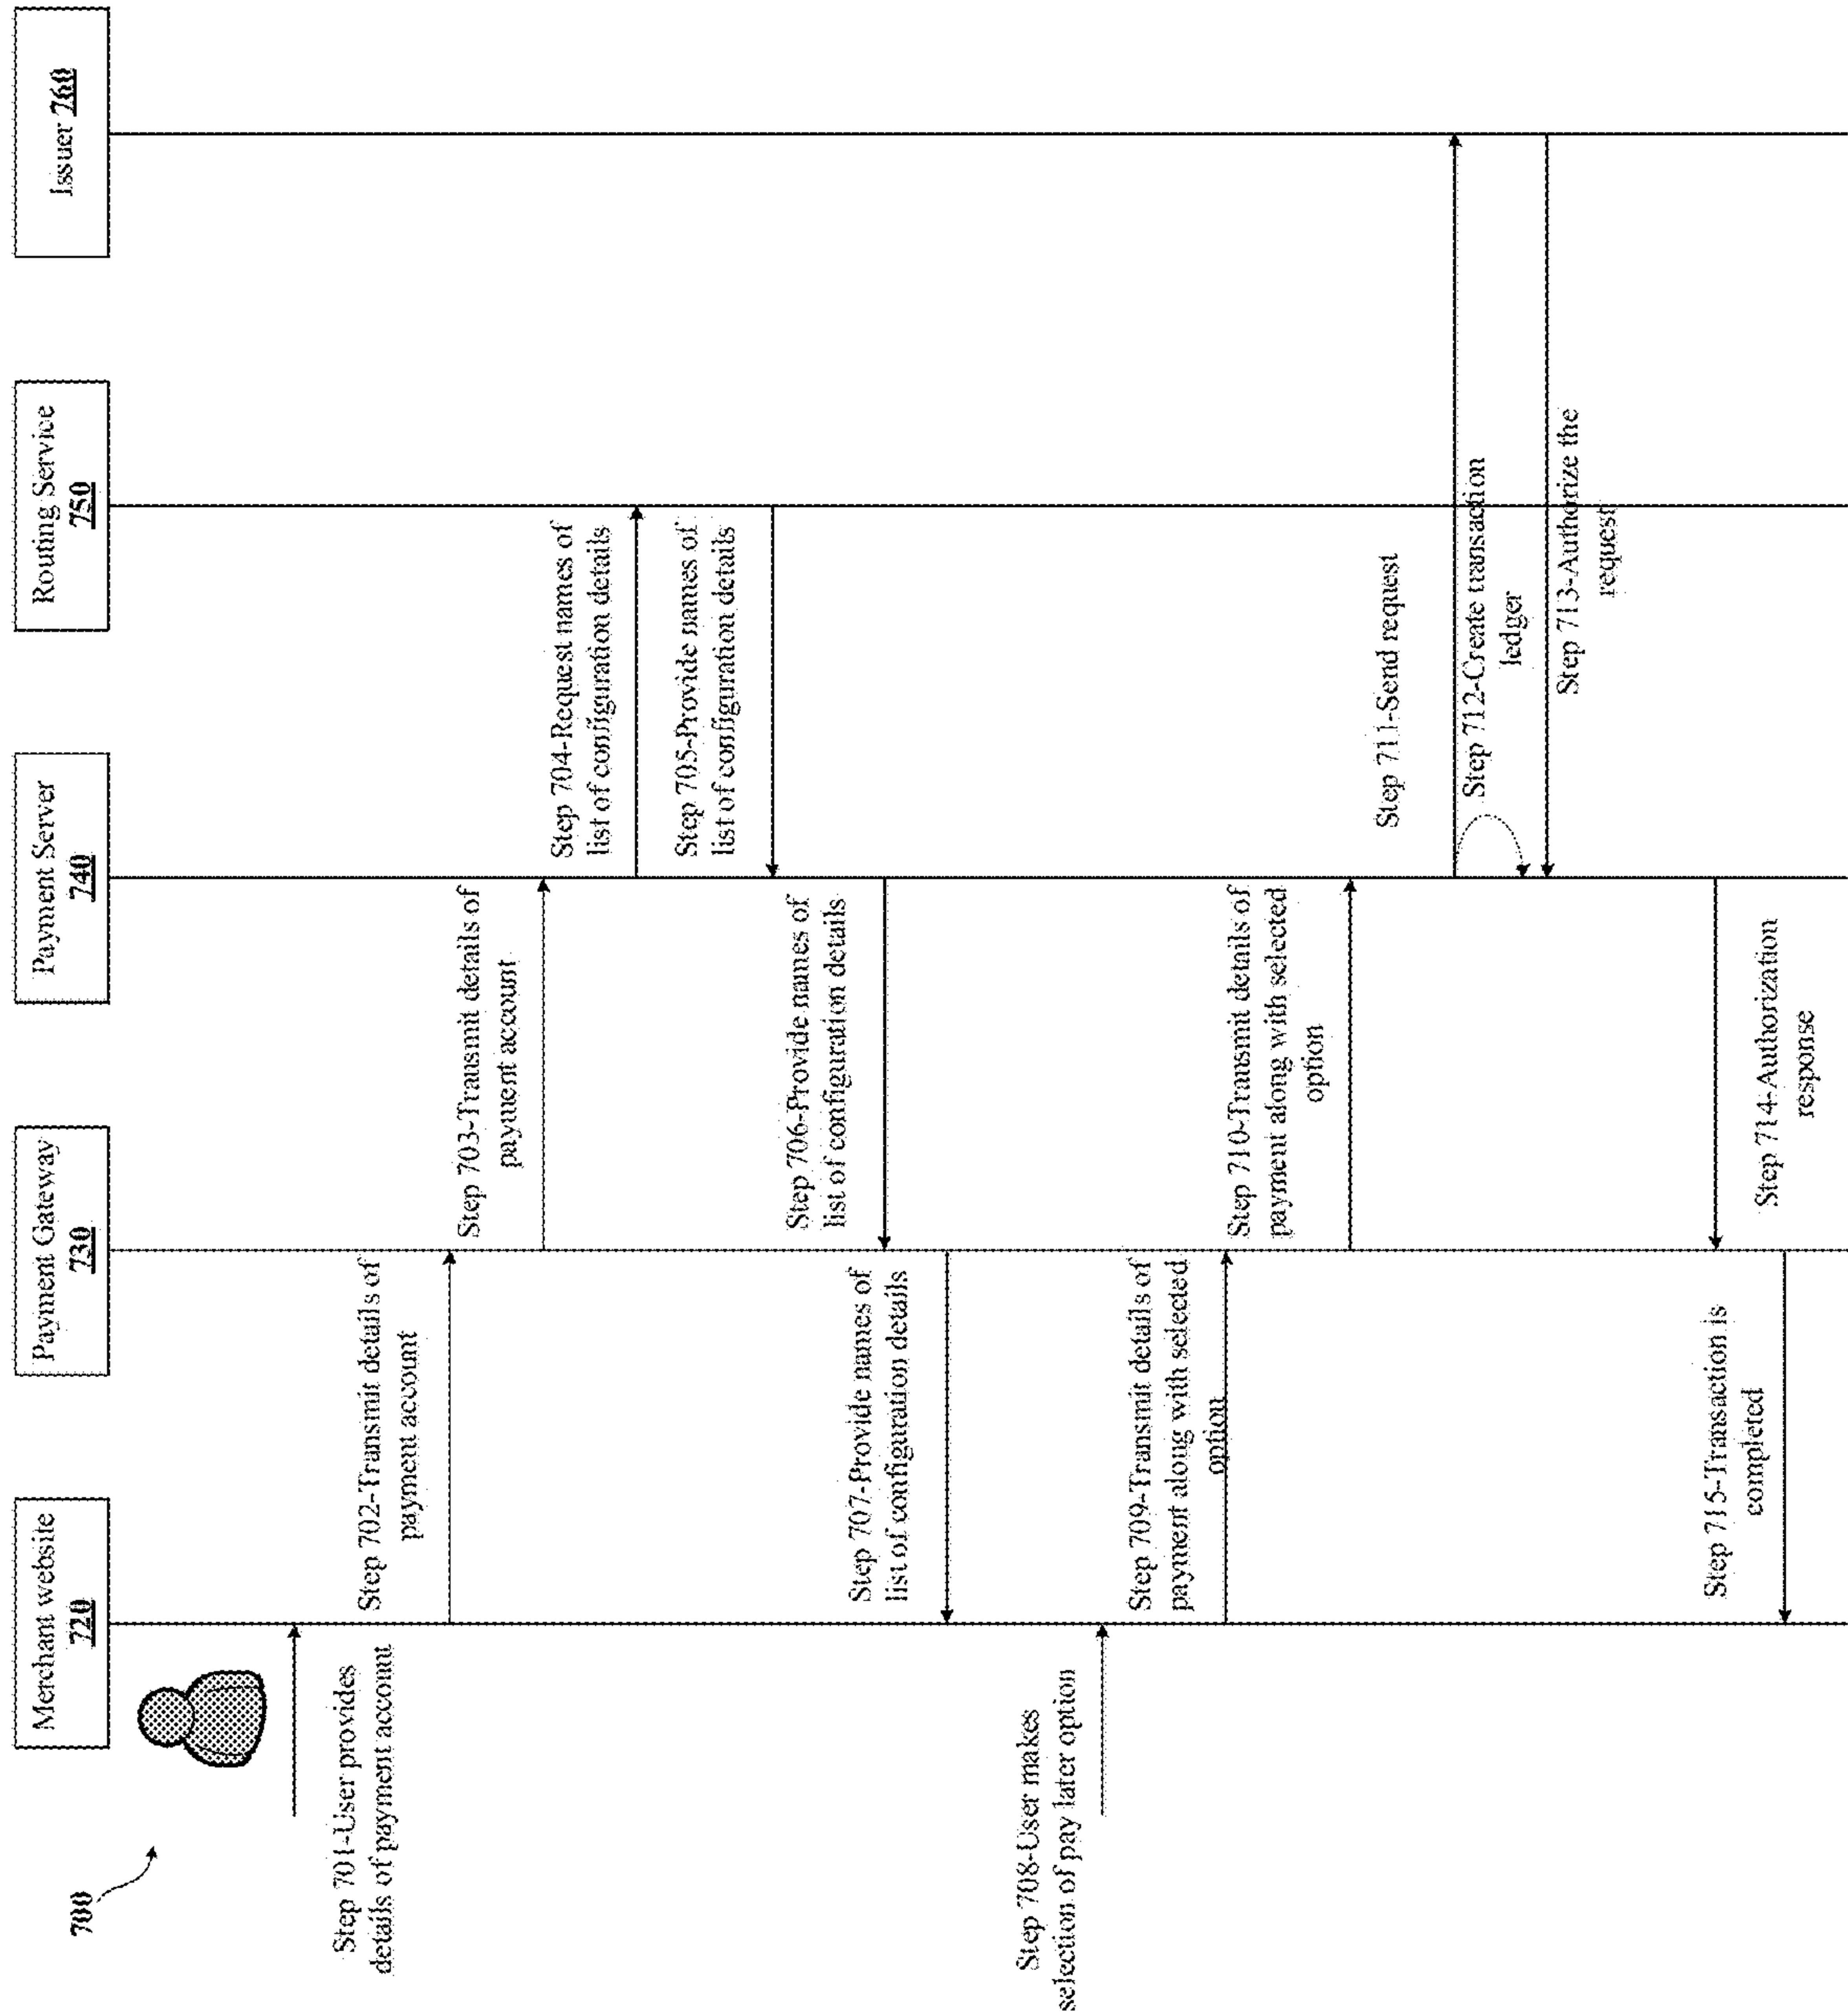 700
Merchant website
720
Payment Gateway
730
Payment Server
740
Routing Service
750
Issuer 760
Step 701-User provides
details of payment account
Step 702-Transmit details of
payment account
Step 703-Transmit details of
payment account
Step 704-Request names of
list of configuration details
Step 705-Provide names of
list of configuration details
Step 706-Provide names of
list of configuration details
Step 707-Provide names of
list of configuration details
Step 708-User makes
selection of pay later option
Step 709-Transmit details of
payment along with selected
option
Step 710-Transmit details of
payment along with selected
option
Step 711-Send request
Step 712-Create transaction
ledger
Step 713-Authorize the
request
Step 714-Authorization
response
Step 715-Transaction is
completed